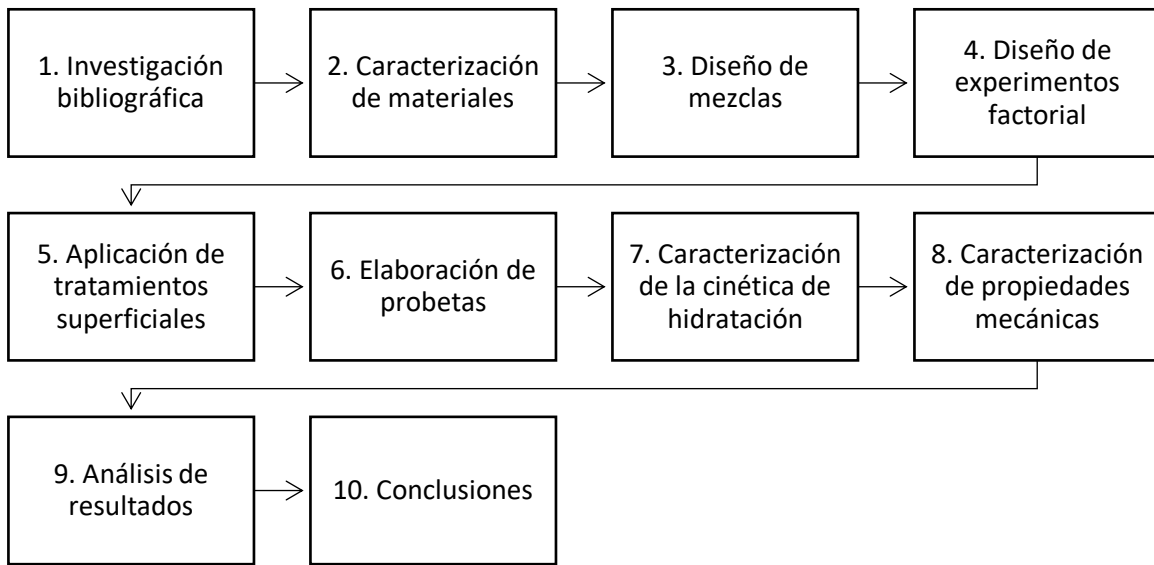 1. Investigación
bibliográfica
2. Caracterización
de materiales
3. Diseño de
mezclas
4. Diseño de
experimentos
factorial
5. Aplicación de
tratamientos
superficiales
6. Elaboración de
probetas
7. Caracterización
de la cinética de
hidratación
8. Caracterización
de propiedades
mecánicas
9. Análisis de
resultados
10. Conclusiones